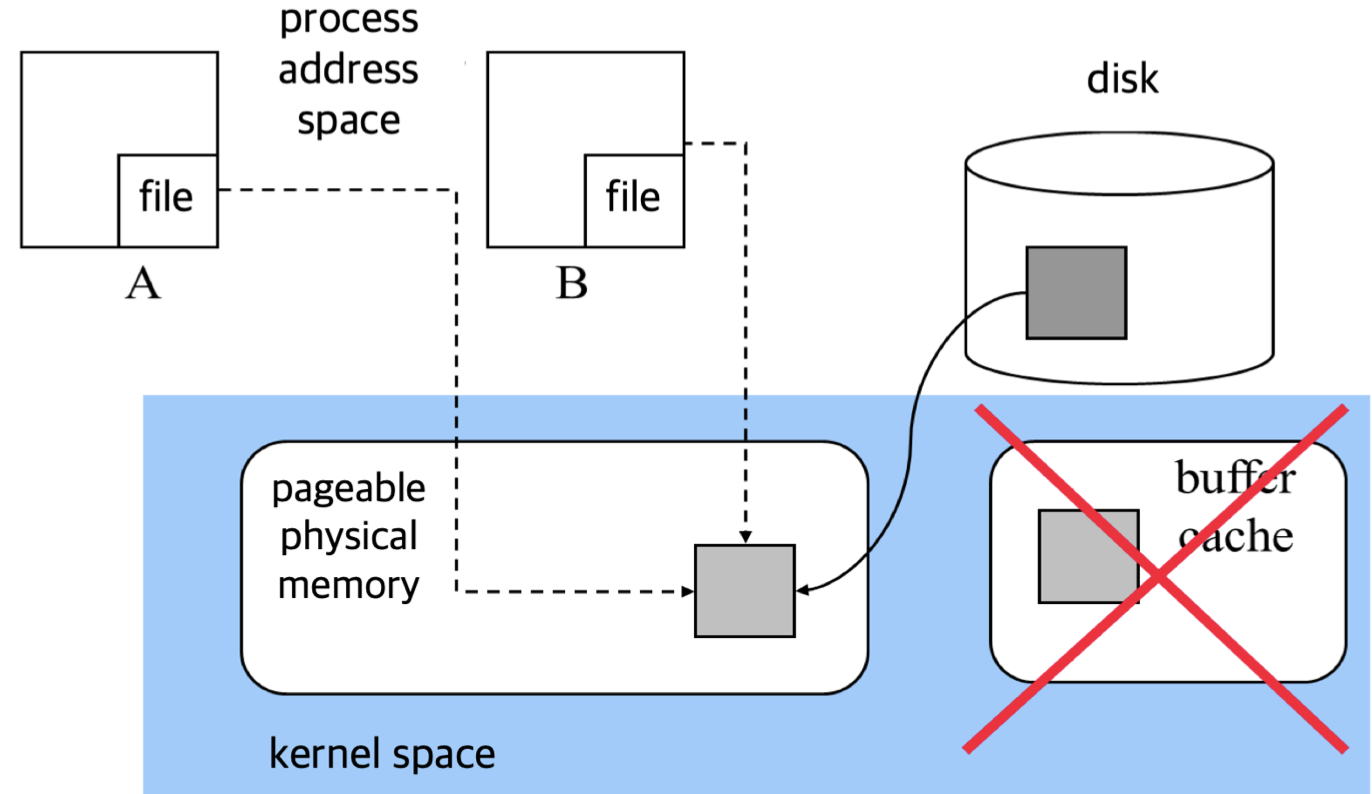 process
address
space
disk
file
file
A
B
pageable
physical
memory
buffer
cache
kernel space